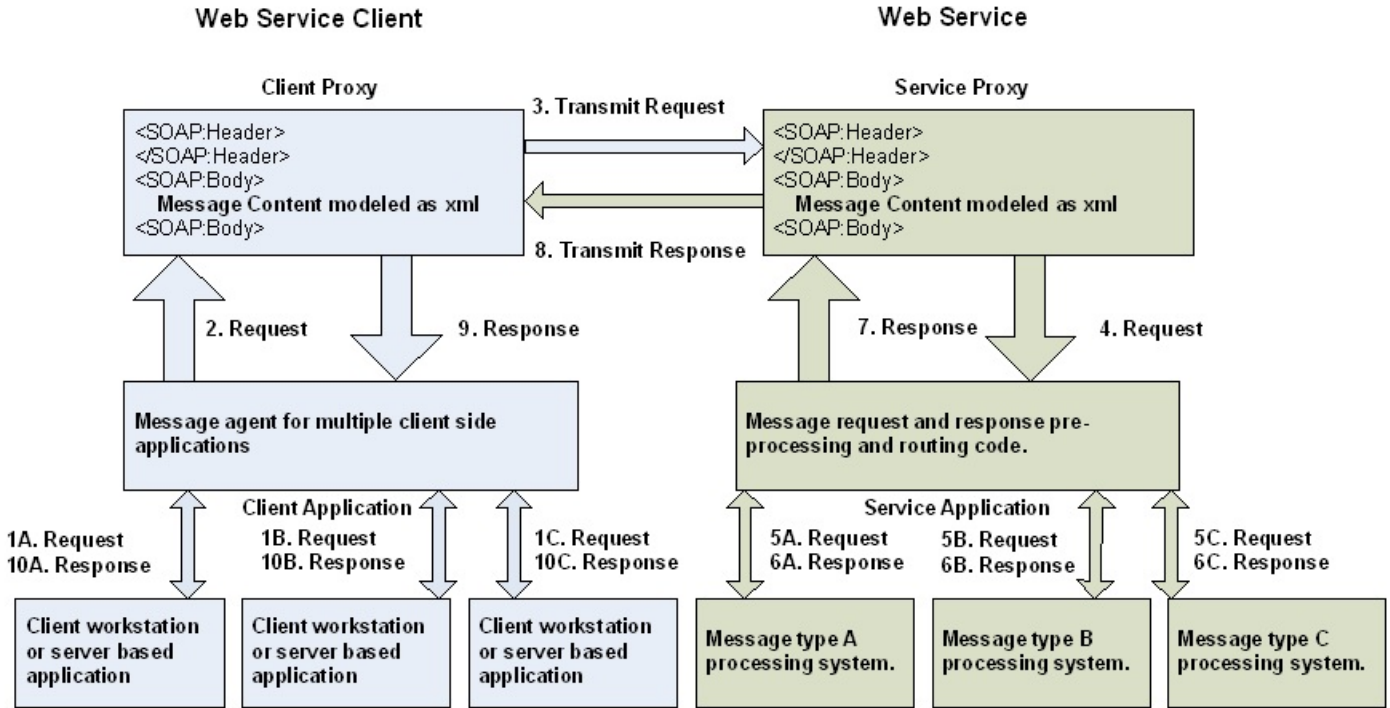 Web Service Client
Web Service
Client Proxy
Service Proxy
3. Transmit Request
<SOAP:Header>
</SOAP:Header>
<SOAP:Body>
Message Content modeled as xml
<SOAP:Body>
<SOAP:Header>
</SOAP:Header>
<SOAP:Body>
Message Content modeled as xml
<SOAP:Body>
8. Transmit Response
2. Request
9. Response
7. Response
4. Request
Message agent for multiple client side
applications
Message request and response pre-
processing and routing code.
Client Application
Service Application
1A. Request
10A. Response
1B. Request
10B. Response
1C. Request
10C. Response
5A. Request
6A. Response
5B. Request
6B. Response
5C. Request
6C. Response
Client workstation
or server based
application
Client workstation
or server based
application
Client workstation
or server based
application
Message type A
processing system.
Message type B
processing system.
Message type C
processing system.